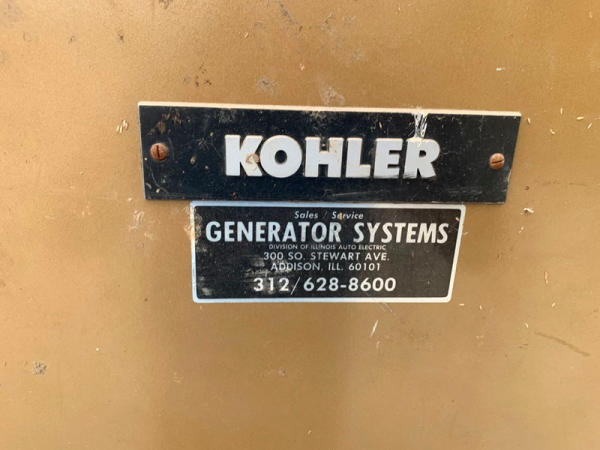 KOHLER
Sales / Service
GENERATOR SYSTEMS
DIVISION OF ILLINOIS AUTO ELECTRIC
300 SO. STEWART AVE.
ADDISON, ILL. 60101
312/628-8600